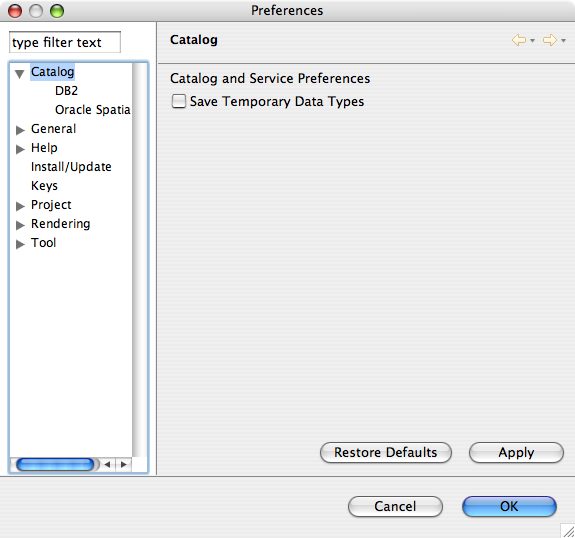 Preferences
type filter text
Catalog
Catalog
DB2
Oracle Spatia
General
Help
Install/Update
Keys
Project
Rendering
Tool
Catalog and Service Preferences
Save Temporary Data Types
Restore Defaults
Apply
Cancel
OK